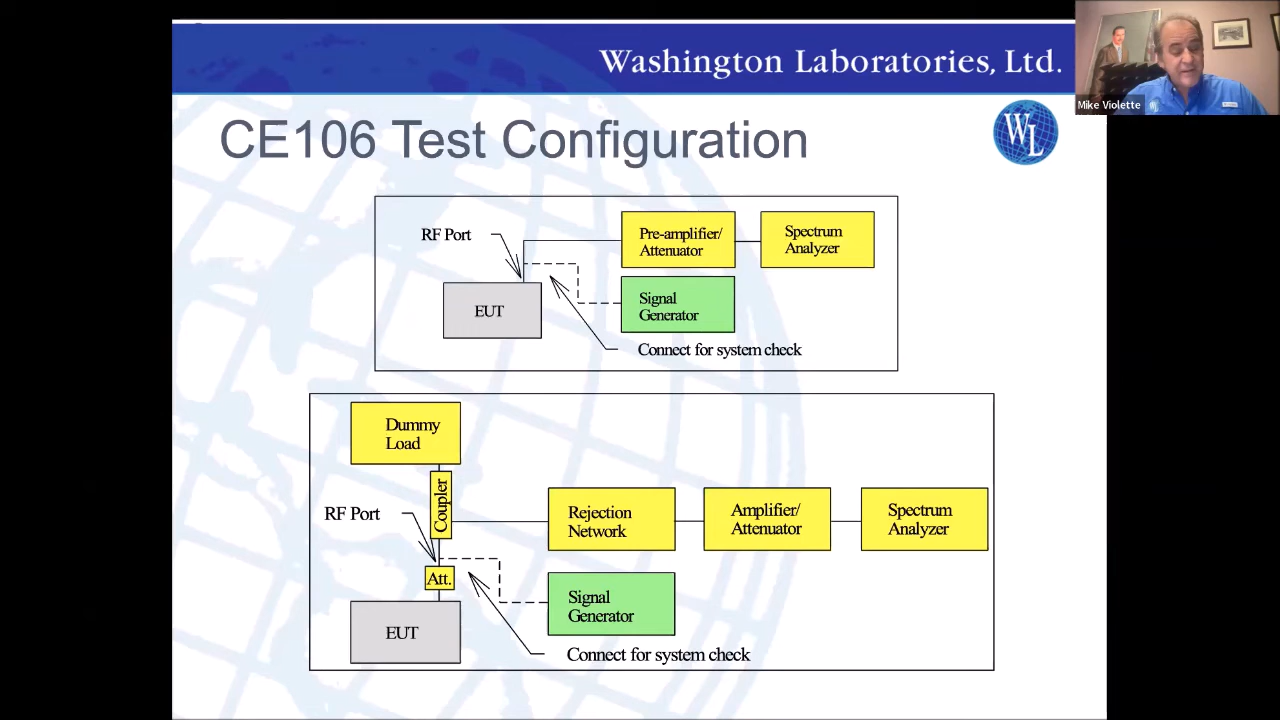 Washington Laboratories, Ltd.
Mike Violette
CE106 Test Configuration
WL
RF Port
Pre-amplifier/
Attenuator
Spectrum
Analyzer
EUT
Signal
Generator
Connect for system check
Dummy
Load
Coupler
RF Port
Rejection
Network
Amplifier/
Attenuator
Spectrum
Analyzer
Att.
Signal
Generator
EUT
Connect for system check